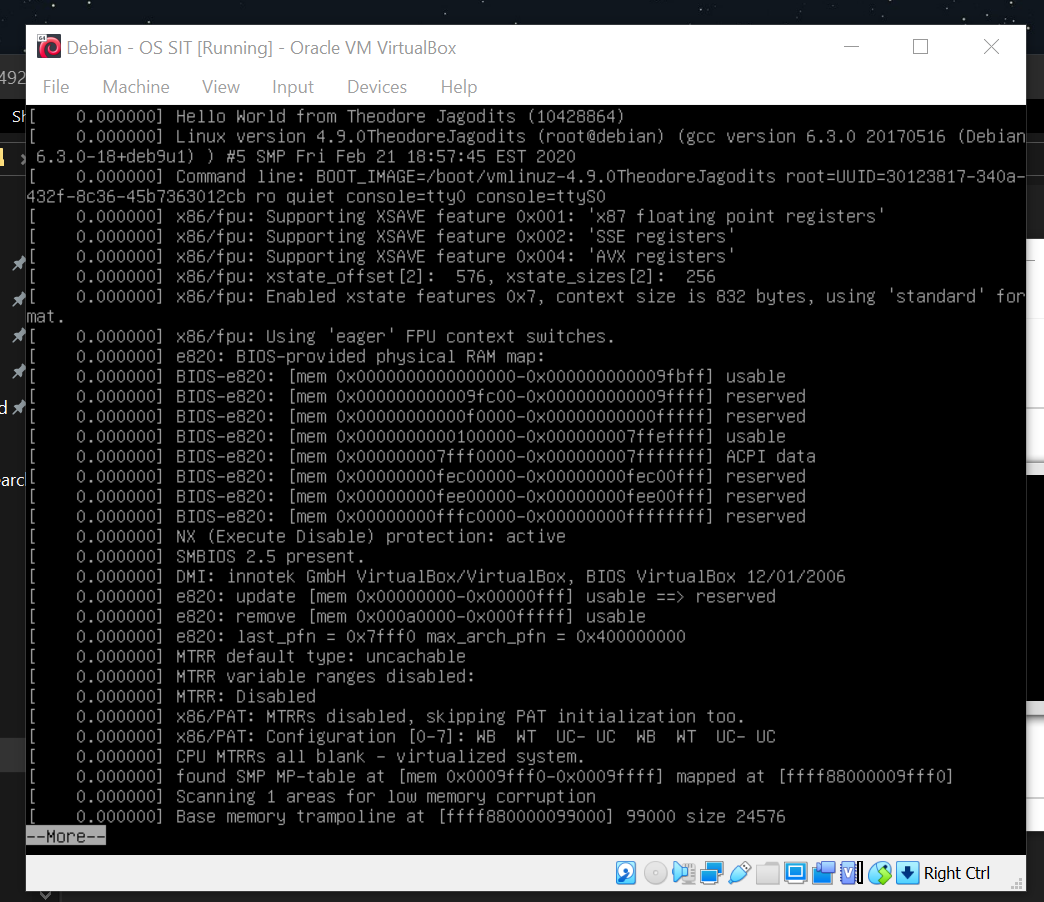 Debian - OS SIT [Running] - Oracle VM VirtualBox
File Machine View Input Devices Help
[    0.000000] Hello World from Theodore Jagodits (10428864)
[    0.000000] Linux version 4.9.0TheodoreJagodits (root@debian) (gcc version 6.3.0 20170516 (Debian
 6.3.0-18+deb9u1) ) #5 SMP Fri Feb 21 18:57:45 EST 2020
[    0.000000] Command line: BOOT_IMAGE=/boot/vmlinuz-4.9.0TheodoreJagodits root=UUID=30123817-340a-
432f-8c36-45b7363012cb ro quiet console=tty0 console=ttyS0
[    0.000000] x86/fpu: Supporting XSAVE feature 0x001: 'x87 floating point registers'
[    0.000000] x86/fpu: Supporting XSAVE feature 0x002: 'SSE registers'
[    0.000000] x86/fpu: Supporting XSAVE feature 0x004: 'AVX registers'
[    0.000000] x86/fpu: xstate_offset[2]:  576, xstate_sizes[2]:  256
[    0.000000] x86/fpu: Enabled xstate features 0x7, context size is 832 bytes, using 'standard' for
mat.
[    0.000000] x86/fpu: Using 'eager' FPU context switches.
[    0.000000] e820: BIOS-provided physical RAM map:
[    0.000000] BIOS-e820: [mem 0x0000000000000000-0x000000000009fbff] usable
[    0.000000] BIOS-e820: [mem 0x000000000009fc00-0x000000000009ffff] reserved
[    0.000000] BIOS-e820: [mem 0x00000000000f0000-0x00000000000fffff] reserved
[    0.000000] BIOS-e820: [mem 0x0000000000100000-0x000000007ffeffff] usable
[    0.000000] BIOS-e820: [mem 0x000000007fff0000-0x000000007fffffff] ACPI data
[    0.000000] BIOS-e820: [mem 0x00000000fec00000-0x00000000fec00fff] reserved
[    0.000000] BIOS-e820: [mem 0x00000000fee00000-0x00000000fee00fff] reserved
[    0.000000] BIOS-e820: [mem 0x00000000fffc0000-0x00000000ffffffff] reserved
[    0.000000] NX (Execute Disable) protection: active
[    0.000000] SMBIOS 2.5 present.
[    0.000000] DMI: innotek GmbH VirtualBox/VirtualBox, BIOS VirtualBox 12/01/2006
[    0.000000] e820: update [mem 0x00000000-0x00000fff] usable ==> reserved
[    0.000000] e820: remove [mem 0x000a0000-0x000fffff] usable
[    0.000000] e820: last_pfn = 0x7fff0 max_arch_pfn = 0x400000000
[    0.000000] MTRR default type: uncachable
[    0.000000] MTRR variable ranges disabled:
[    0.000000] MTRR: Disabled
[    0.000000] x86/PAT: MTRRs disabled, skipping PAT initialization too.
[    0.000000] x86/PAT: Configuration [0-7]: WB  WT  UC- UC  WB  WT  UC- UC
[    0.000000] CPU MTRRs all blank - virtualized system.
[    0.000000] found SMP MP-table at [mem 0x0009fff0-0x0009ffff] mapped at [ffff88000009fff0]
[    0.000000] Scanning 1 areas for low memory corruption
[    0.000000] Base memory trampoline at [ffff880000099000] 99000 size 24576
--More--
Right Ctrl